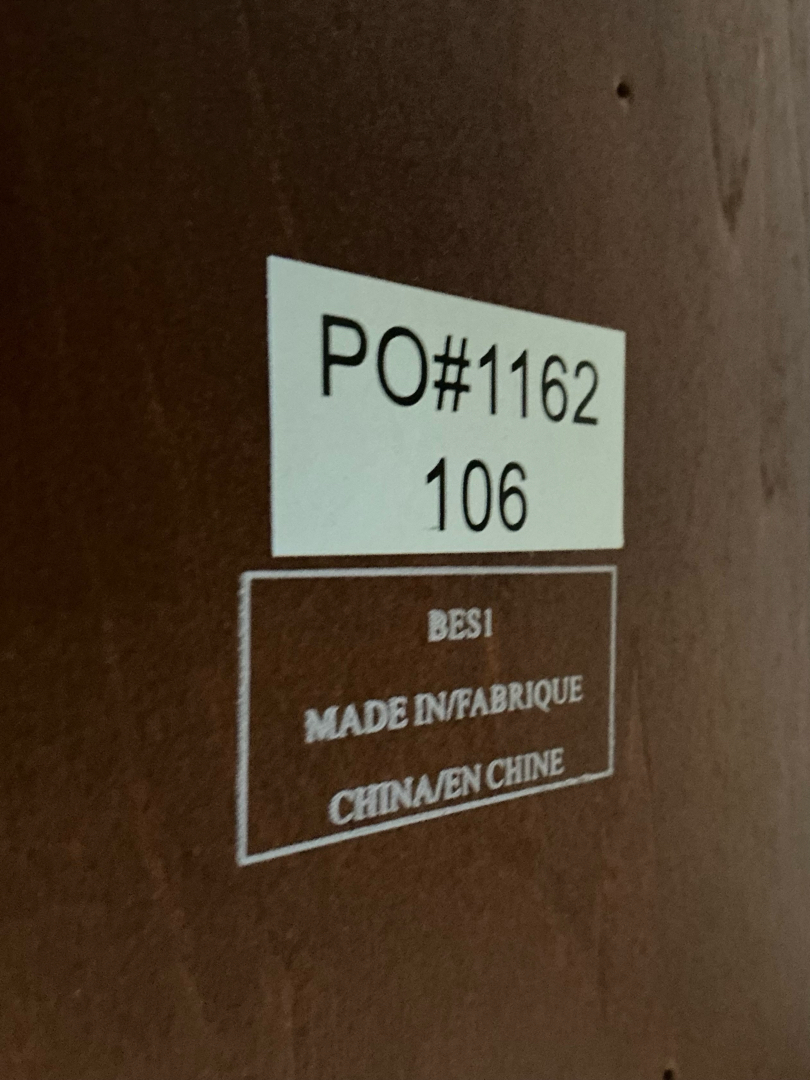 PO#1162
106
BES1
MADE IN/FABRIQUE
CHINA/EN CHINE